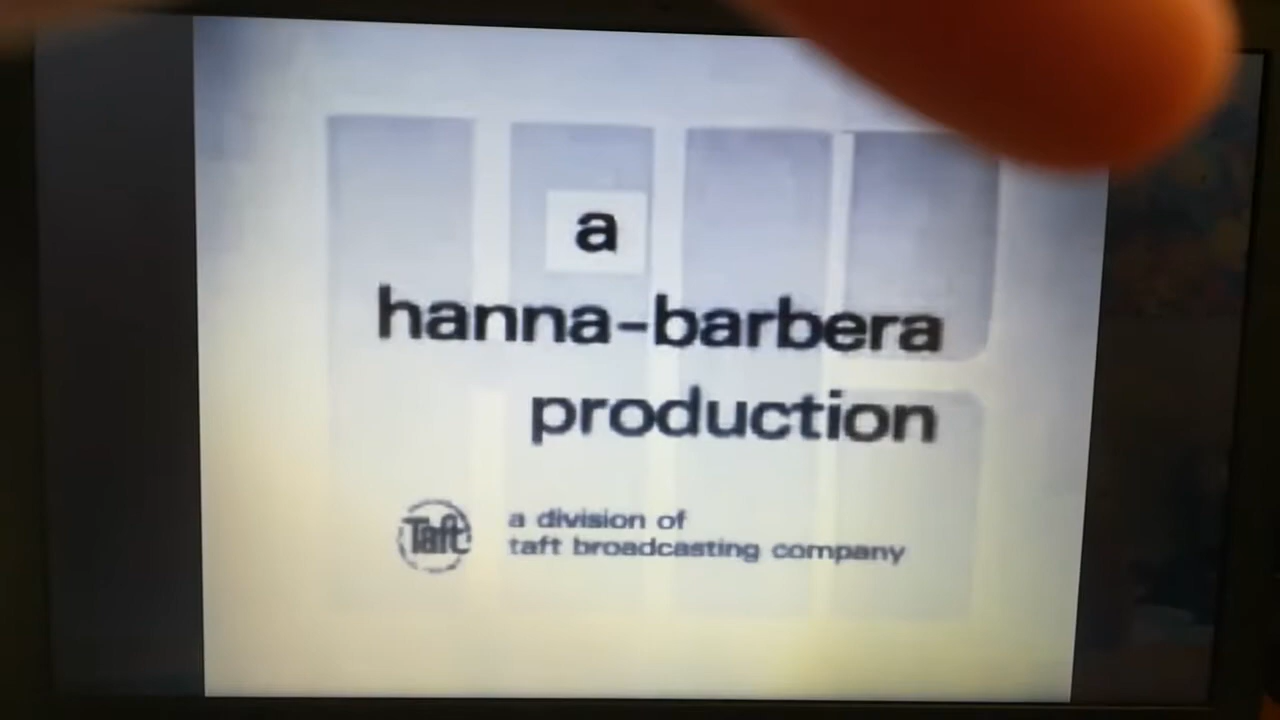 a
hanna-barbera
production
Taft
a division of
taft broadcasting company